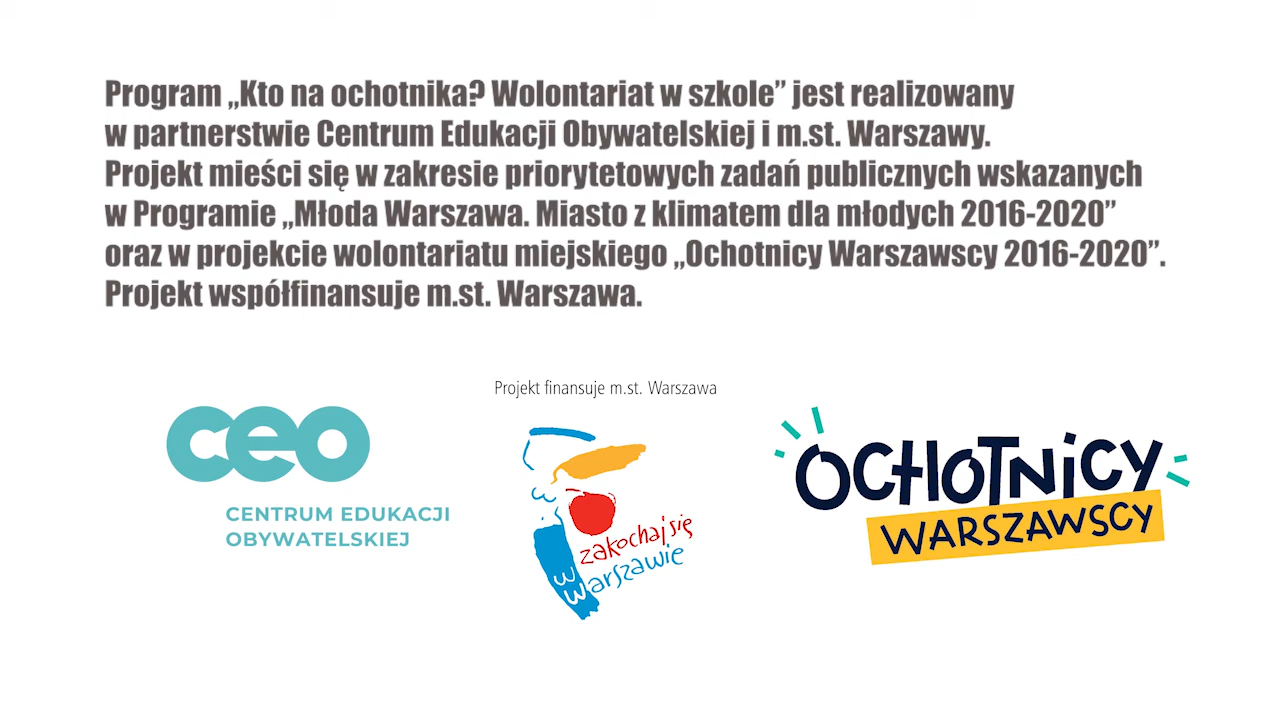 Program „Kto na ochotnika? Wolontariat w szkole” jest realizowany
w partnerstwie Centrum Edukacji Obywatelskiej i m.st. Warszawy.
Projekt mieści się w zakresie priorytetowych zadań publicznych wskazanych
w Programie „Młoda Warszawa. Miasto z klimatem dla młodych 2016-2020”
oraz w projekcie wolontariatu miejskiego „Ochotnicy Warszawscy 2016-2020”.
Projekt współfinansuje m.st. Warszawa.
Projekt finansuje m.st. Warszawa
ceo
CENTRUM EDUKACJI
OBYWATELSKIEJ
zakochaj się
w warszawie
OCHOTNICY
WARSZAWSCY